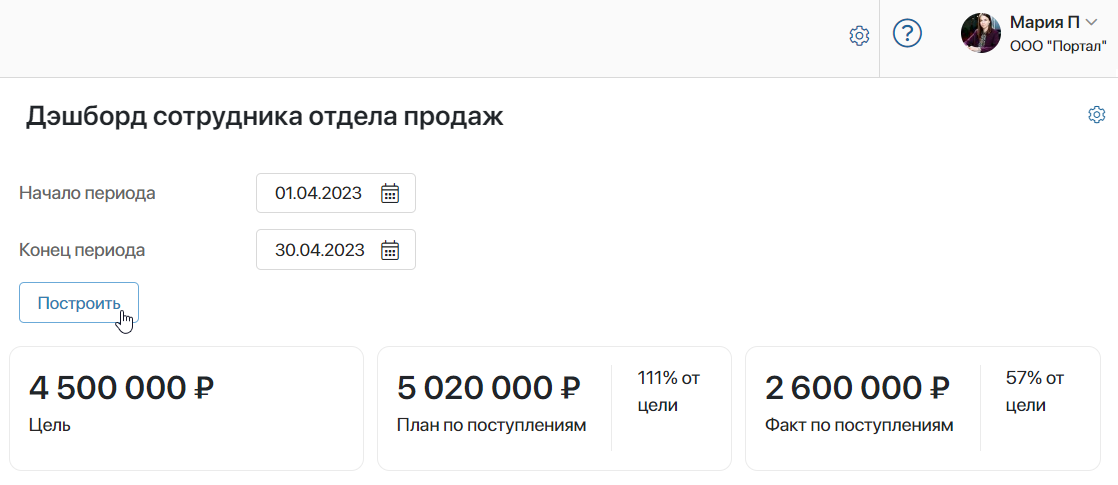 Мария П
ООО "Портал"
Дэшборд сотрудника отдела продаж
Начало периода
01.04.2023
Конец периода
30.04.2023
Построить
4 500 000 ₽
Цель
5 020 000 ₽
План по поступлениям
111% от
цели
2 600 000 ₽
Факт по поступлениям
57% от
цели